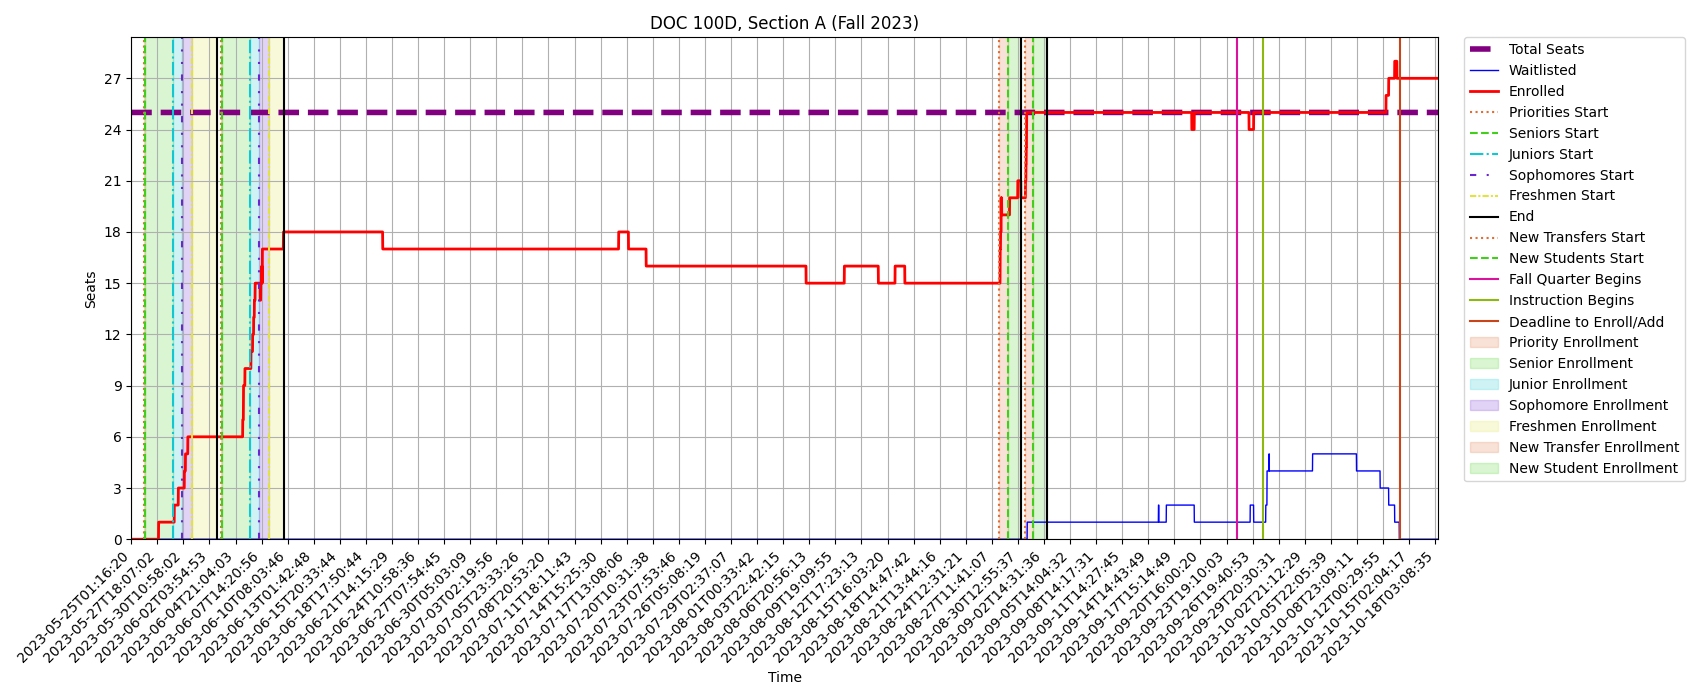 DOC 100D, Section A (Fall 2023)
Seats
27
24
21
18
15
12
9
6
3
0
2023-05-25T01:16:20
2023-05-27T18:07:02
2023-05-30T10:58:02
2023-06-02T03:54:53
2023-06-04T21:04:03
2023-06-07T14:20:56
2023-06-10T08:03:46
2023-06-13T01:42:48
2023-06-15T20:33:44
2023-06-18T17:50:44
2023-06-21T14:15:29
2023-06-24T10:58:36
2023-06-27T07:54:45
2023-06-30T05:03:09
2023-07-03T02:19:56
2023-07-05T23:33:26
2023-07-08T20:53:20
2023-07-11T18:11:43
2023-07-14T15:25:30
2023-07-17T13:08:06
2023-07-20T10:31:38
2023-07-23T07:53:46
2023-07-26T05:08:19
2023-07-29T02:37:07
2023-08-01T00:33:42
2023-08-03T22:42:15
2023-08-06T20:56:13
2023-08-09T19:09:55
2023-08-12T17:23:13
2023-08-15T16:03:20
2023-08-18T14:47:42
2023-08-21T13:44:16
2023-08-24T12:31:21
2023-08-27T11:41:07
2023-08-30T12:55:37
2023-09-02T14:31:36
2023-09-05T14:04:32
2023-09-08T14:17:31
2023-09-11T14:27:45
2023-09-14T14:43:49
2023-09-17T15:14:49
2023-09-20T16:00:20
2023-09-23T19:10:03
2023-09-26T19:40:53
2023-09-29T20:30:31
2023-10-02T21:12:29
2023-10-05T22:05:39
2023-10-08T23:09:11
2023-10-12T00:29:55
2023-10-15T02:04:17
2023-10-18T03:08:35
Time
Total Seats
Waitlisted
Enrolled
Priorities Start
Seniors Start
Juniors Start
Sophomores Start
Freshmen Start
End
New Transfers Start
New Students Start
Fall Quarter Begins
Instruction Begins
Deadline to Enroll/Add
Priority Enrollment
Senior Enrollment
Junior Enrollment
Sophomore Enrollment
Freshmen Enrollment
New Transfer Enrollment
New Student Enrollment